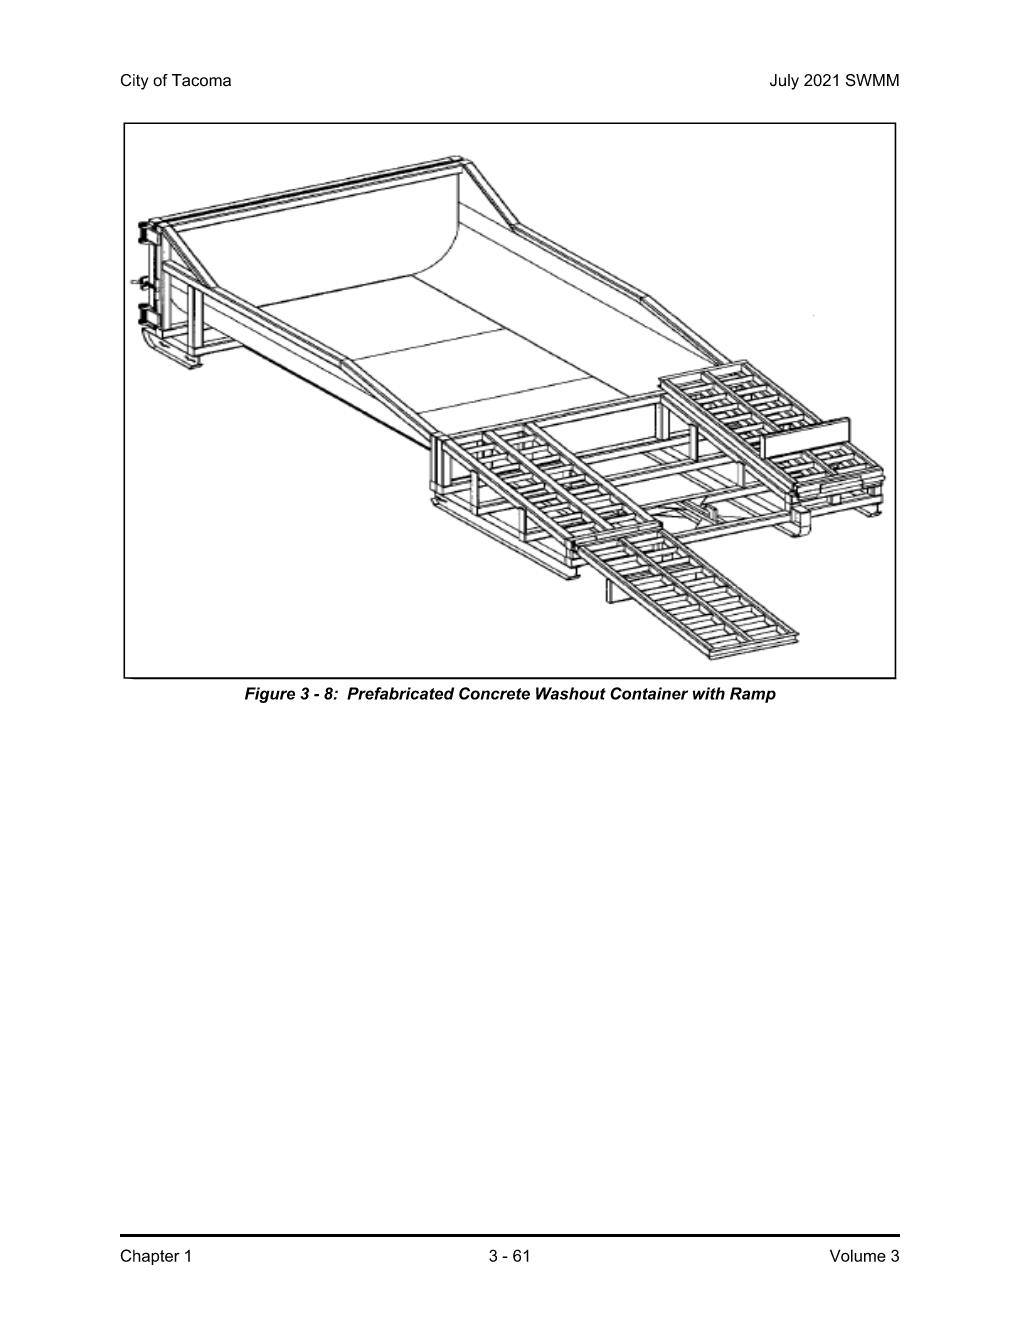 City of Tacoma
July 2021 SWMM
Figure 3 - 8:  Prefabricated Concrete Washout Container with Ramp
Chapter 1
3 - 61
Volume 3